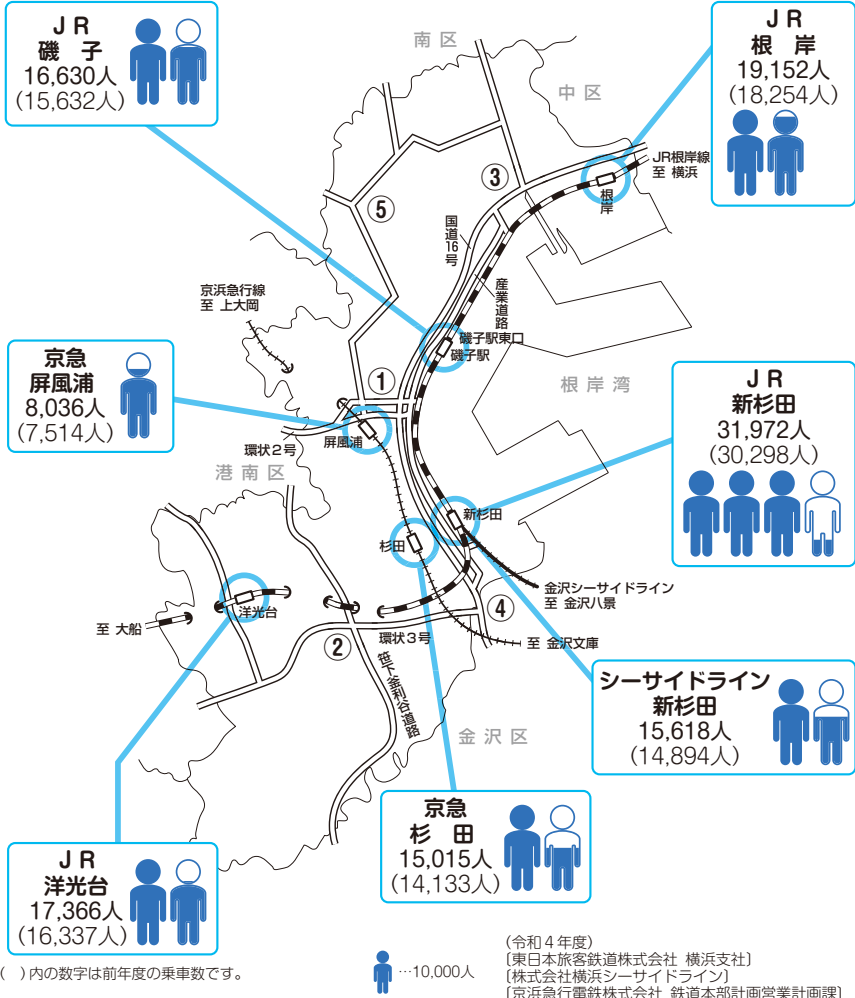 JR
磯子
16,630人
(15,632人)
JR
根岸
19,152人
(18,254人)
南区
中区
JR根岸線
至 横浜
根岸
③
⑤
国道16号
産業道路
京浜急行線
至 上大岡
磯子駅東口
磯子駅
京急
屏風浦
8,036人
(7,514人)
①
根岸湾
環状2号
屏風浦
港南区
JR
新杉田
31,972人
(30,298人)
新杉田
杉田
金沢シーサイドライン
至 金沢八景
洋光台
至 大船
④
②
環状3号
至 金沢文庫
笹下釜利谷道路
金沢区
シーサイドライン
新杉田
15,618人
(14,894人)
京急
杉田
15,015人
(14,133人)
JR
洋光台
17,366人
(16,337人)
( )内の数字は前年度の乗車数です。
…10,000人
(令和4年度)
〔東日本旅客鉄道株式会社 横浜支社〕
〔株式会社横浜シーサイドライン〕
〔京浜急行電鉄株式会社 鉄道本部計画営業計画課〕